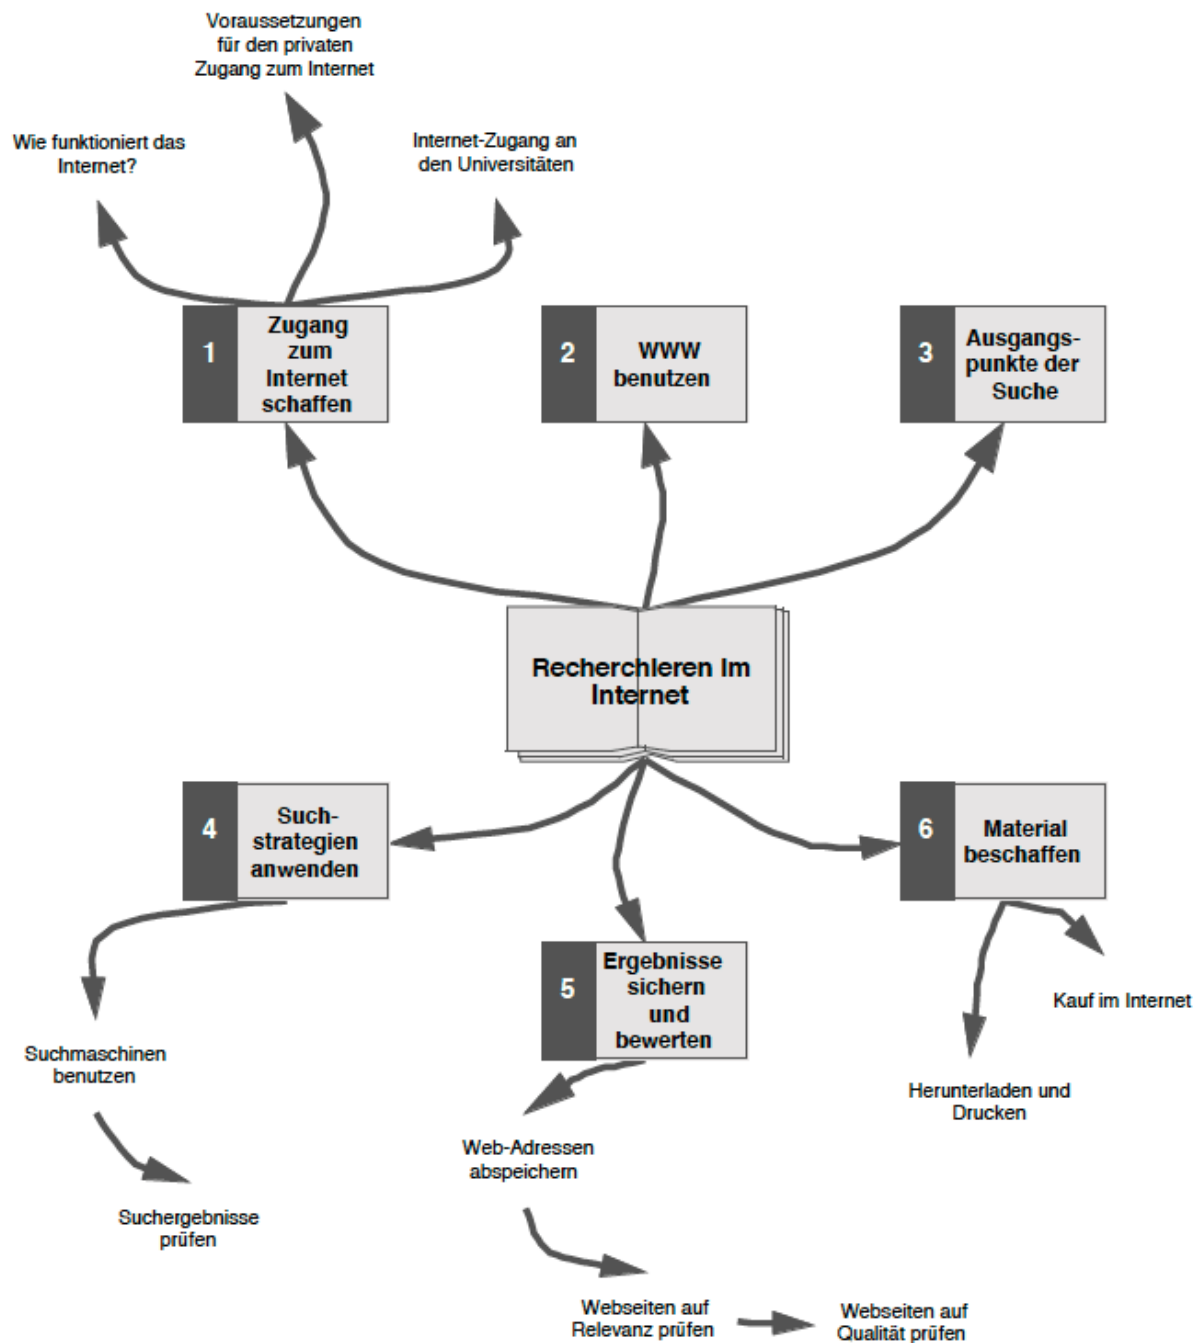 Voraussetzungen
für den privaten
Zugang zum Internet
Wie funktioniert das
Internet?
Internet-Zugang an
den Universitäten
1
Zugang
zum
Internet
schaffen
2
WWW
benutzen
3
Ausgangs-
punkte der
Suche
Recherchieren im
Internet
4
Such-
strategien
anwenden
6
Material
beschaffen
5
Ergebnisse
sichern
und
bewerten
Kauf im Internet
Suchmaschinen
benutzen
Herunterladen und
Drucken
Web-Adressen
abspeichern
Suchergebnisse
prüfen
Webseiten auf
Relevanz prüfen
Webseiten auf
Qualität prüfen